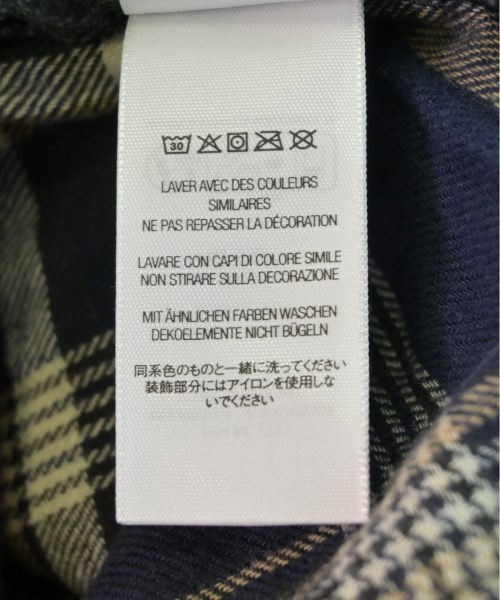 30
LAVER AVEC DES COULEURS
SIMILAIRES
NE PAS REPASSER LA DÉCORATION
LAVARE CON CAPI DI COLORE SIMILE
NON STIRARE SULLA DECORAZIONE
MIT ÄHNLICHEN FARBEN WASCHEN
DEKOELEMENTE NICHT BÜGELN
同系色のものと一緒に洗ってください
装飾部分にはアイロンを使用しな
いでください